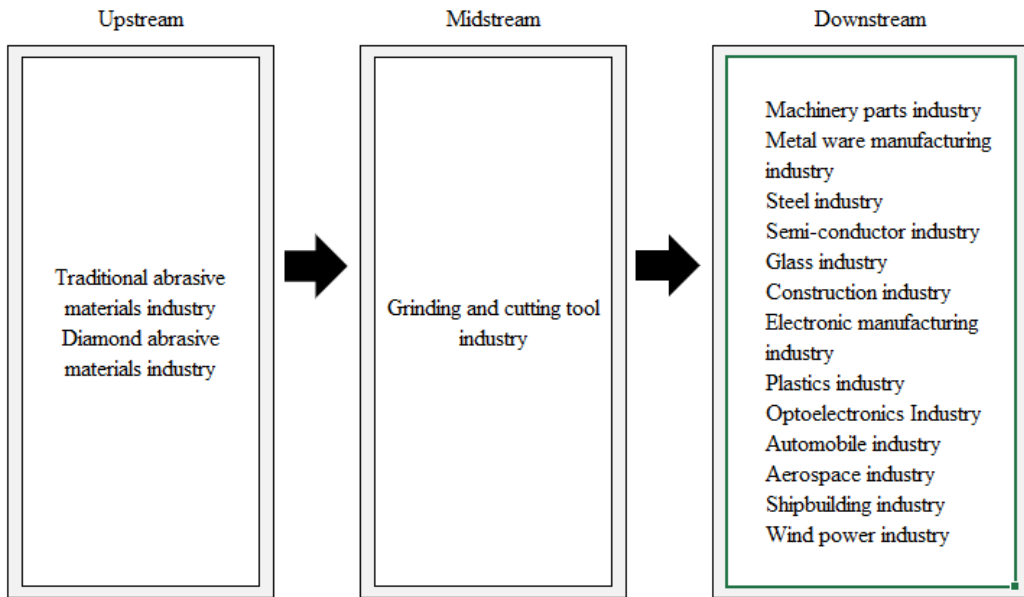 Upstream
Midstream
Downstream
Traditional abrasive
materials industry
Diamond abrasive
materials industry
Grinding and cutting tool
industry
Machinery parts industry
Metal ware manufacturing
industry
Steel industry
Semi-conductor industry
Glass industry
Construction industry
Electronic manufacturing
industry
Plastics industry
Optoelectronics Industry
Automobile industry
Aerospace industry
Shipbuilding industry
Wind power industry